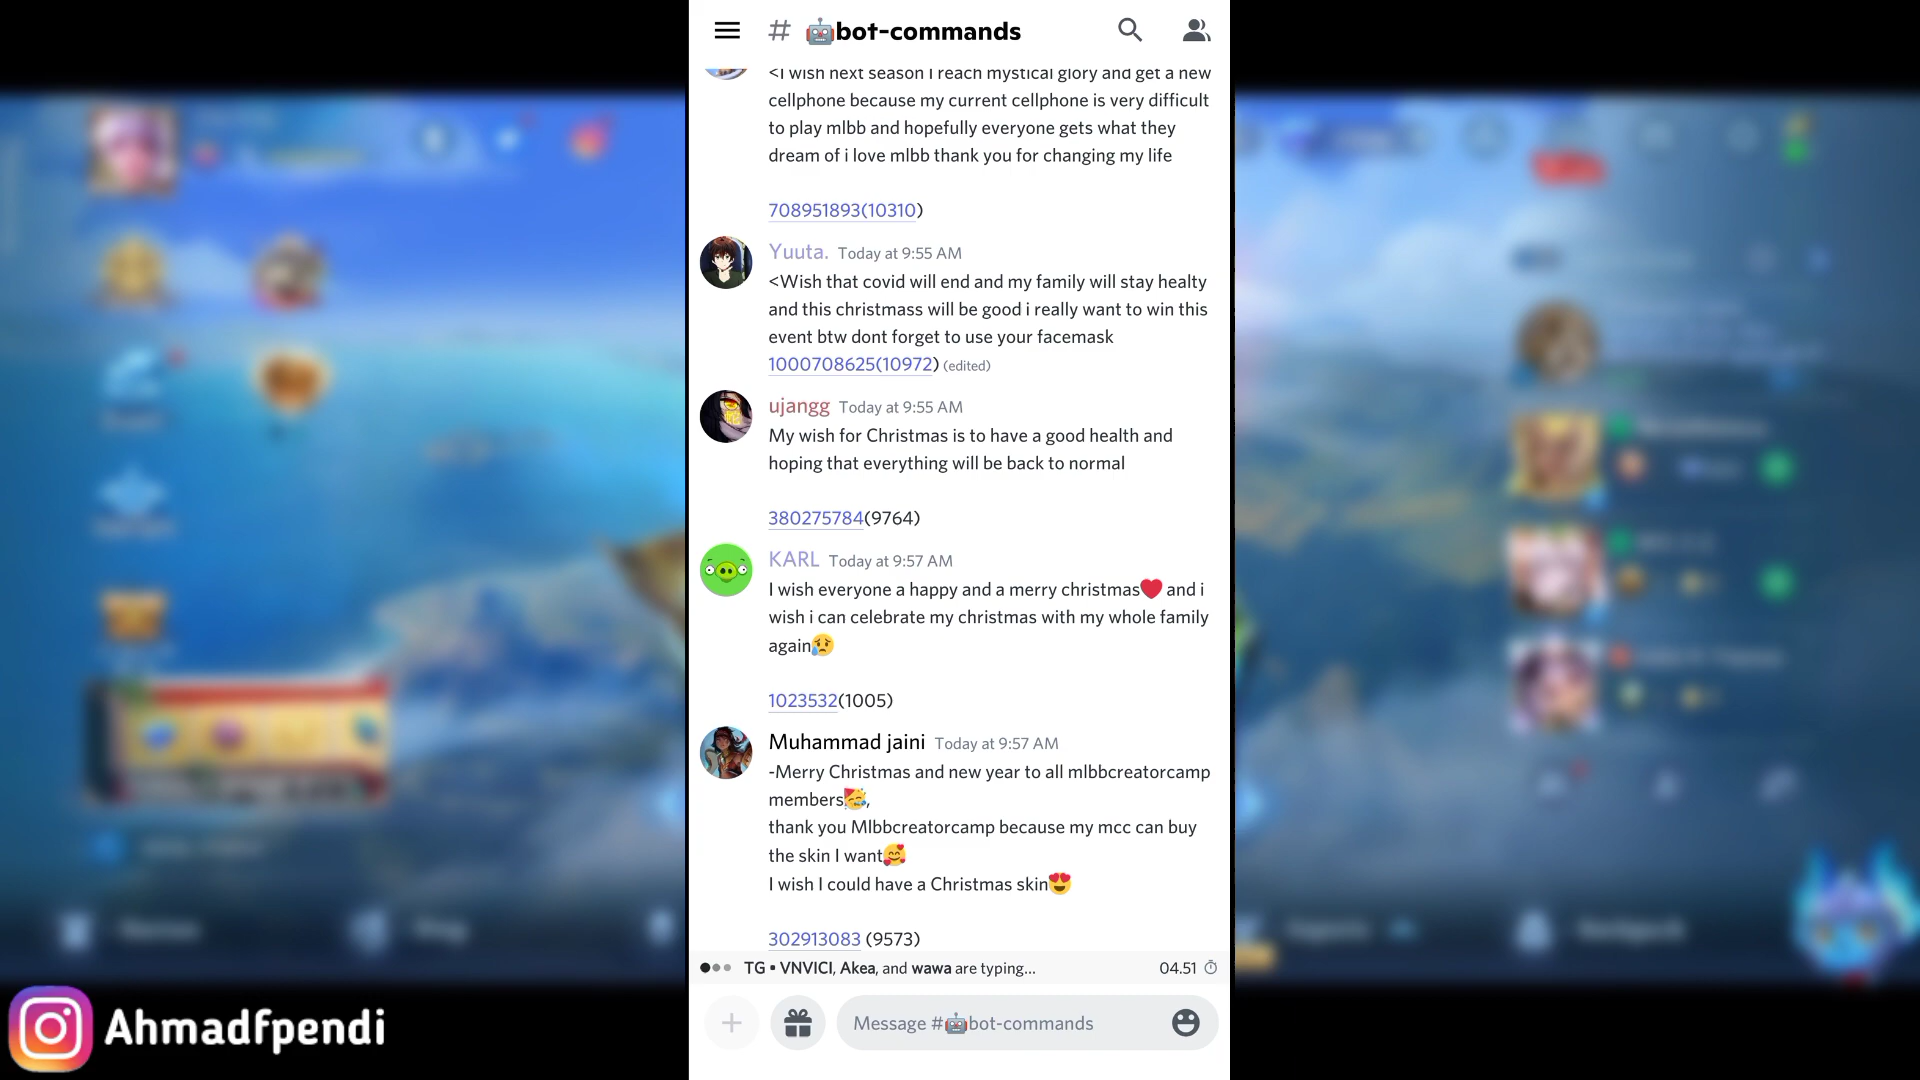 # 🤖bot-commands
<I wish next season I reach mystical glory and get a new
cellphone because my current cellphone is very difficult
to play mlbb and hopefully everyone gets what they
dream of i love mlbb thank you for changing my life
708951893(10310)
Yuuta. Today at 9:55 AM
<Wish that covid will end and my family will stay healty
and this christmass will be good i really want to win this
event btw dont forget to use your facemask
1000708625(10972) (edited)
ujangg Today at 9:55 AM
My wish for Christmas is to have a good health and
hoping that everything will be back to normal
380275784(9764)
KARL Today at 9:57 AM
I wish everyone a happy and a merry christmas❤️ and i
wish i can celebrate my christmas with my whole family
again😥
1023532(1005)
Muhammad jaini Today at 9:57 AM
-Merry Christmas and new year to all mlbbcreatorcamp
members🥳,
thank you Mlbbcreatorcamp because my mcc can buy
the skin I want🥰
I wish I could have a Christmas skin😍
302913083 (9573)
TG • VNVICI, Akea, and wawa are typing... 04.51
Message #🤖bot-commands
Ahmadfpendi